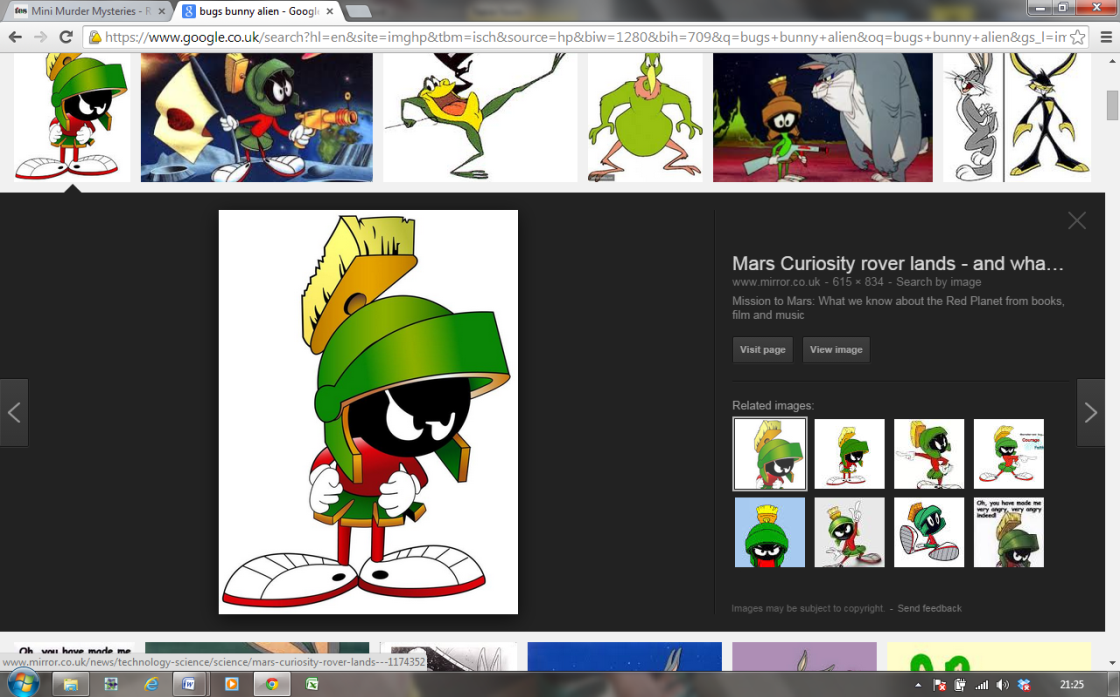 Mini Murder Mysteries - R
bugs bunny alien - Google
https://www.google.co.uk/search?hl=en&site=imghp&tbm=isch&source=hp&biw=1280&bih=709&q=bugs+bunny+alien&oq=bugs+bunny+alien&gs_l=im
Mars Curiosity rover lands - and wha...
www.mirror.co.uk - 615 × 834 - Search by image
Mission to Mars: What we know about the Red Planet from books,
film and music
Visit page
View image
Related images:
Courage
Oh, you have made me
very angry, very angry
indeed!
Images may be subject to copyright. - Send feedback
Oh, you have made me
www.mirror.co.uk/news/technology-science/science/mars-curiosity-rover-lands---1174352
21:25